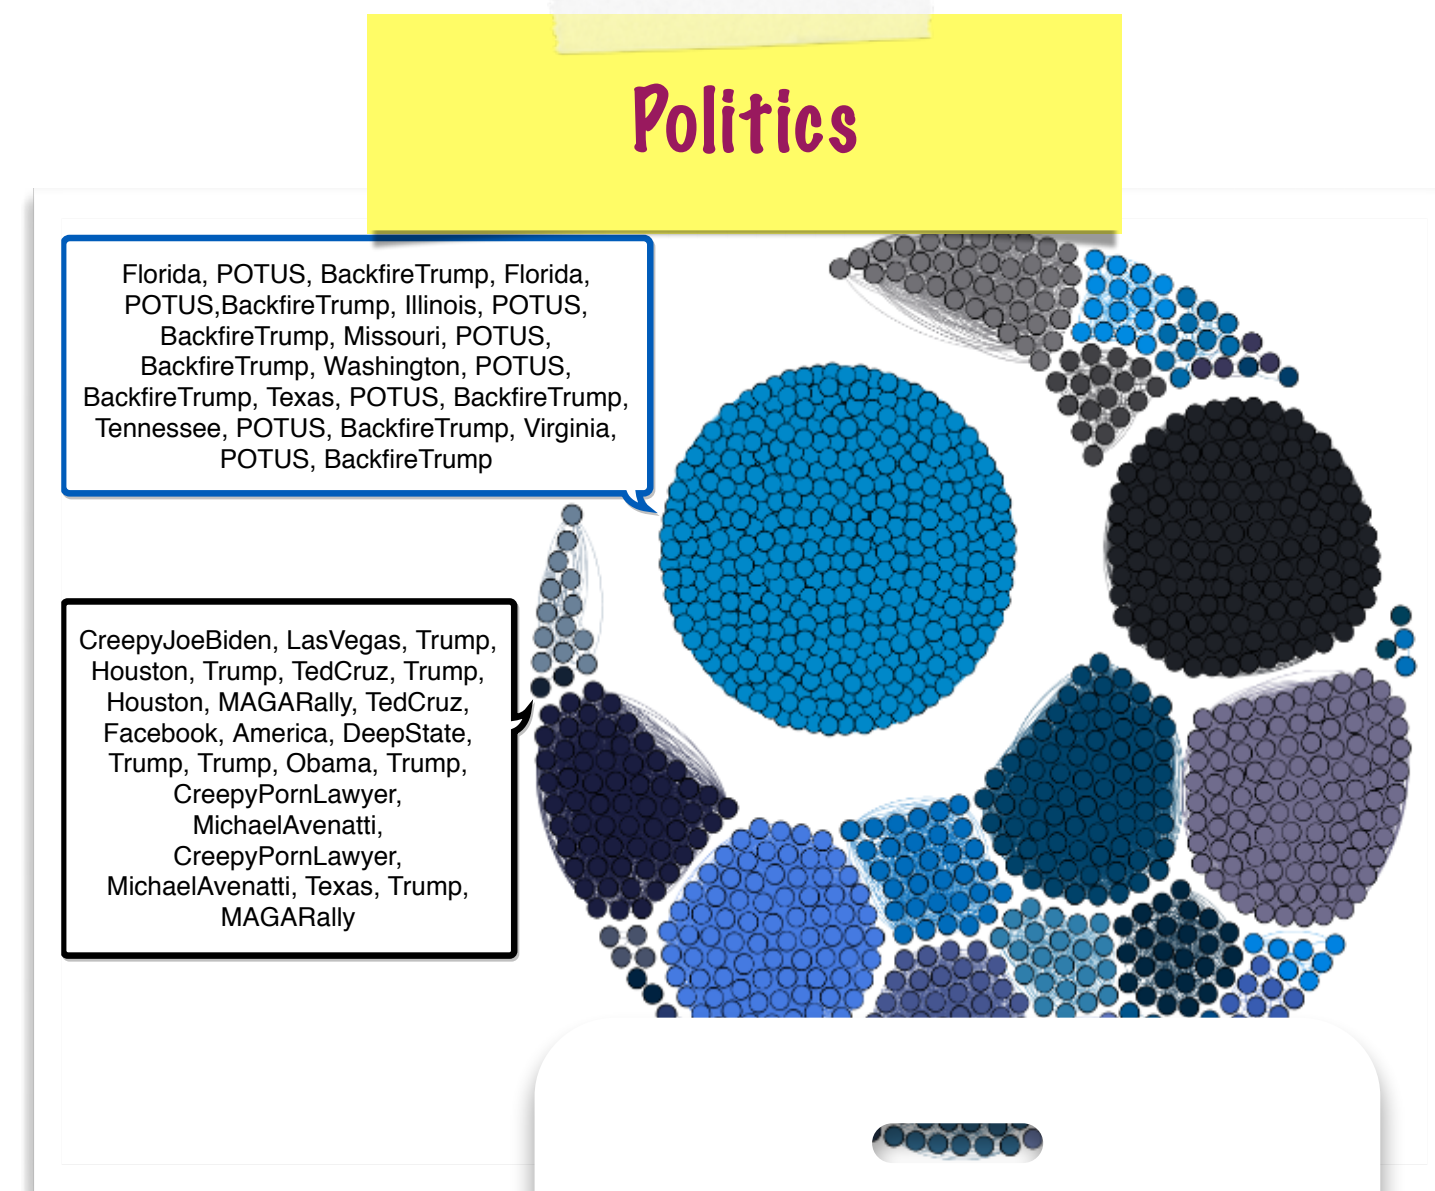 Politics
Florida, POTUS, BackfireTrump, Florida,
POTUS,BackfireTrump, Illinois, POTUS,
BackfireTrump, Missouri, POTUS,
BackfireTrump, Washington, POTUS,
BackfireTrump, Texas, POTUS, BackfireTrump,
Tennessee, POTUS, BackfireTrump, Virginia,
POTUS, BackfireTrump
CreepyJoeBiden, LasVegas, Trump,
Houston, Trump, TedCruz, Trump,
Houston, MAGARally, TedCruz,
Facebook, America, DeepState,
Trump, Trump, Obama, Trump,
CreepyPornLawyer,
MichaelAvenatti,
CreepyPornLawyer,
MichaelAvenatti, Texas, Trump,
MAGARally